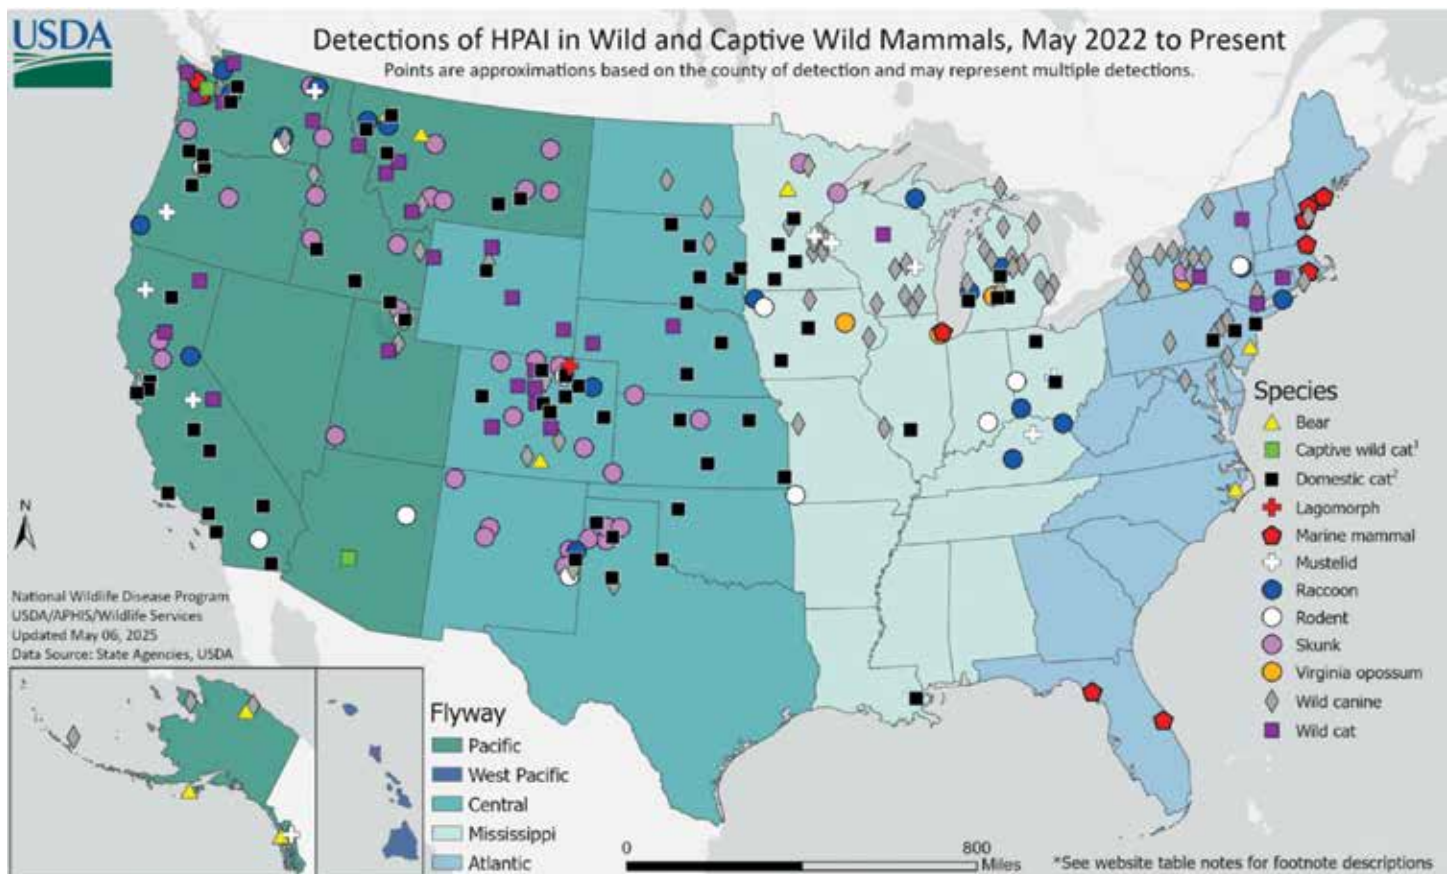 USDA
Detections of HPAI in Wild and Captive Wild Mammals, May 2022 to Present
Points are approximations based on the county of detection and may represent multiple detections.
Species
Bear
Captive wild cat¹
Domestic cat²
Lagomorph
Marine mammal
Mustelid
Raccoon
Rodent
Skunk
Virginia opossum
Wild canine
Wild cat
N
National Wildlife Disease Program
USDA/APHIS/Wildlife Services
Updated May 06, 2025
Data Source: State Agencies, USDA
Flyway
Pacific
West Pacific
Central
Mississippi
Atlantic
0 800
Miles
*See website table notes for footnote descriptions